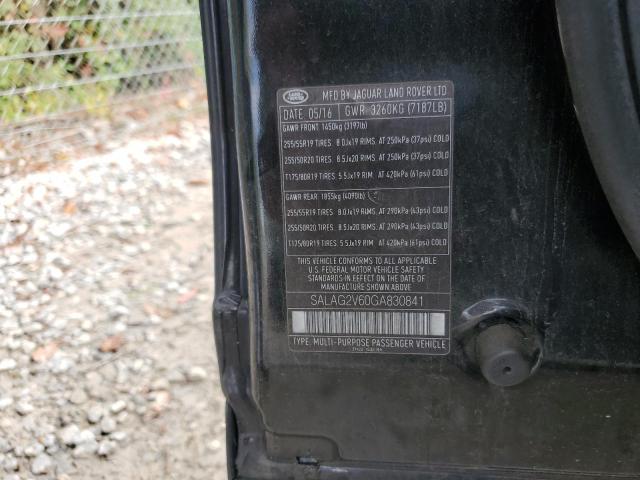 LAND ROVER
MFD BY JAGUAR LAND ROVER LTD
DATE 05/16 GWR: 3260KG (7187LB)
GAWR FRONT: 1450kg (3197lb)
255/55R19 TIRES 8.0Jx19 RIMS. AT 250kPa (37psi) COLD
255/50R20 TIRES 8.5Jx20 RIMS. AT 250kPa (37psi) COLD
T175/80R19 TIRES 5.5Jx19 RIM AT 420kPa (61psi) COLD
GAWR REAR: 1855kg (4090lb)
255/55R19 TIRES 8.0Jx19 RIMS. AT 290kPa (43psi) COLD
255/50R20 TIRES 8.5Jx20 RIMS. AT 290kPa (43psi) COLD
T175/80R19 TIRES 5.5Jx19 RIM AT 420kPa (61psi) COLD
THIS VEHICLE CONFORMS TO ALL APPLICABLE
U.S. FEDERAL MOTOR VEHICLE SAFETY
STANDARDS IN EFFECT ON THE DATE
OF MANUFACTURE SHOWN ABOVE
SALAG2V60GA830841
TYPE: MULTI-PURPOSE PASSENGER VEHICLE